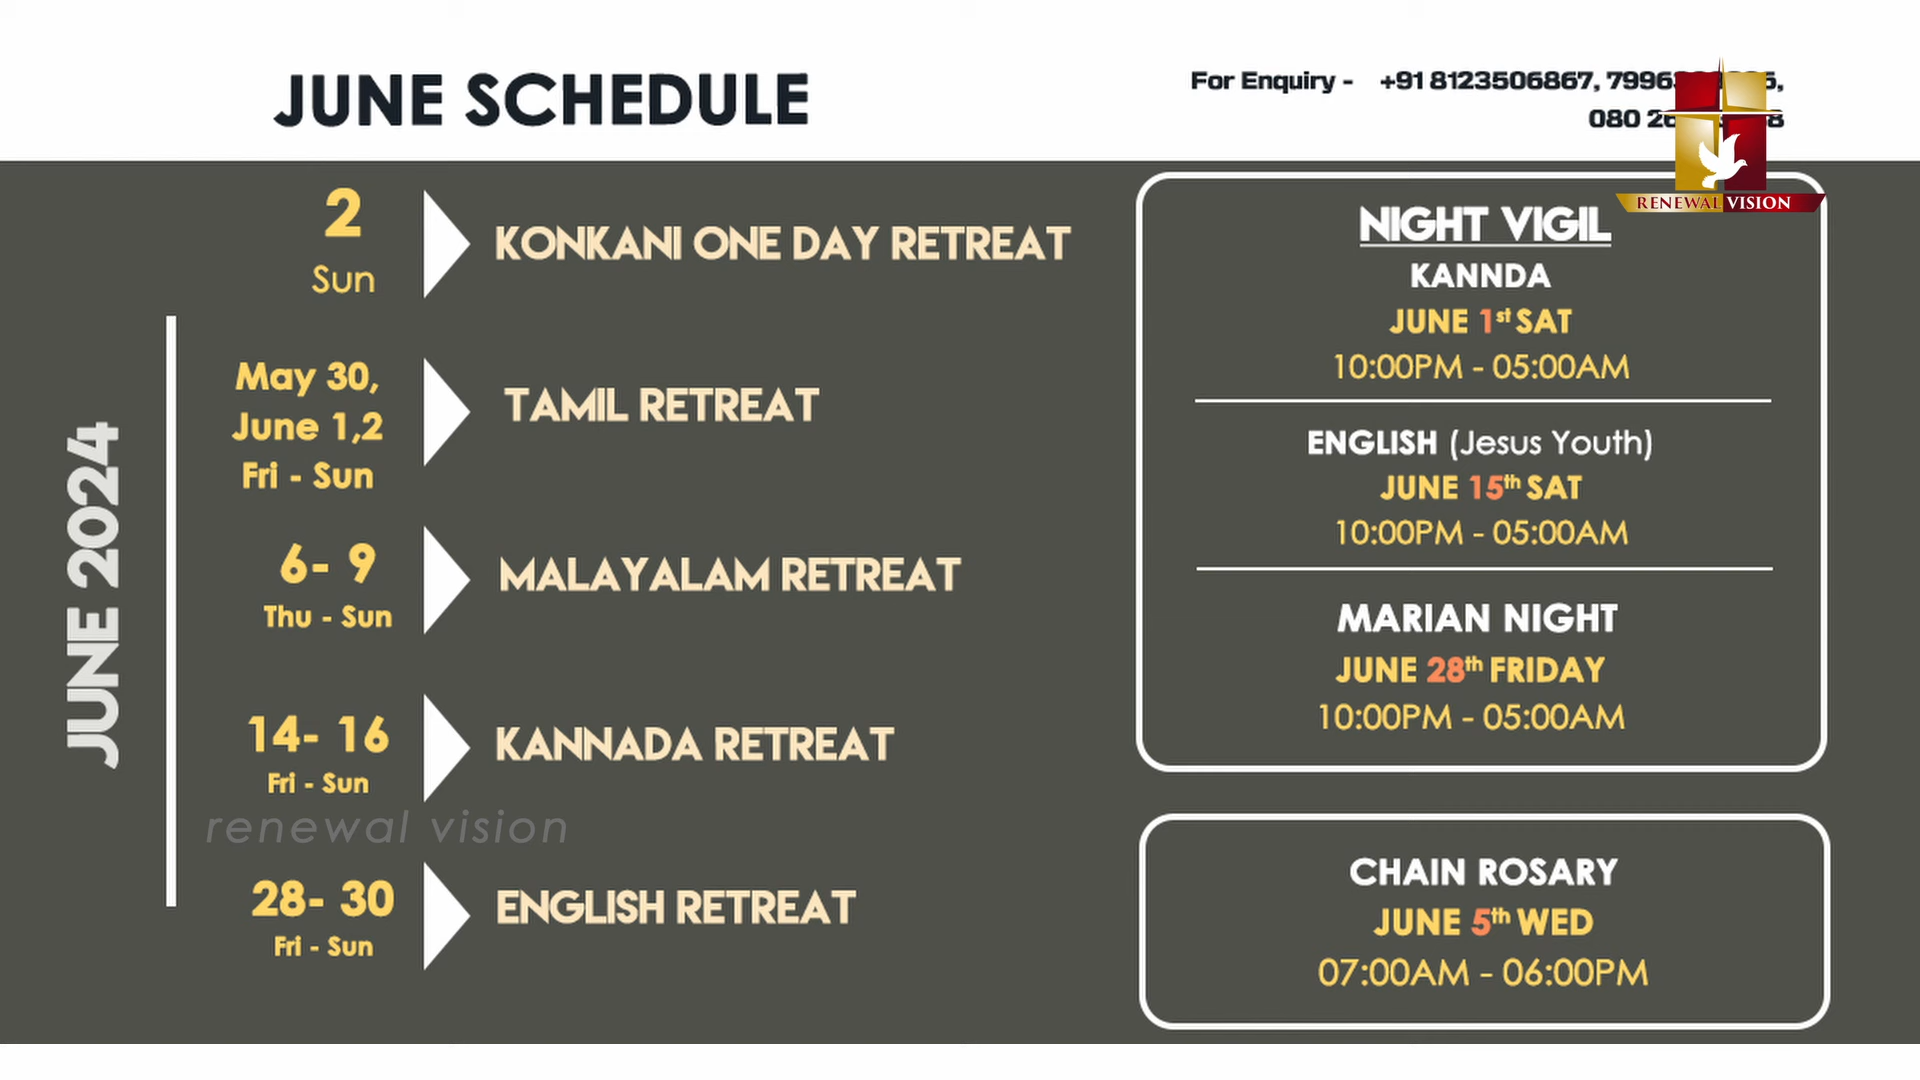 JUNE SCHEDULE
For Enquiry - +91 8123506867,
080
RENEWAL VISION
JUNE 2024
2
Sun
KONKANI ONE DAY RETREAT
May 30,
June 1,2
Fri - Sun
TAMIL RETREAT
6- 9
Thu - Sun
MALAYALAM RETREAT
14- 16
Fri - Sun
KANNADA RETREAT
renewal vision
28- 30
Fri - Sun
ENGLISH RETREAT
NIGHT VIGIL
KANNDA
JUNE 1st SAT
10:00PM - 05:00AM
ENGLISH (Jesus Youth)
JUNE 15th SAT
10:00PM - 05:00AM
MARIAN NIGHT
JUNE 28th FRIDAY
10:00PM - 05:00AM
CHAIN ROSARY
JUNE 5th WED
07:00AM - 06:00PM